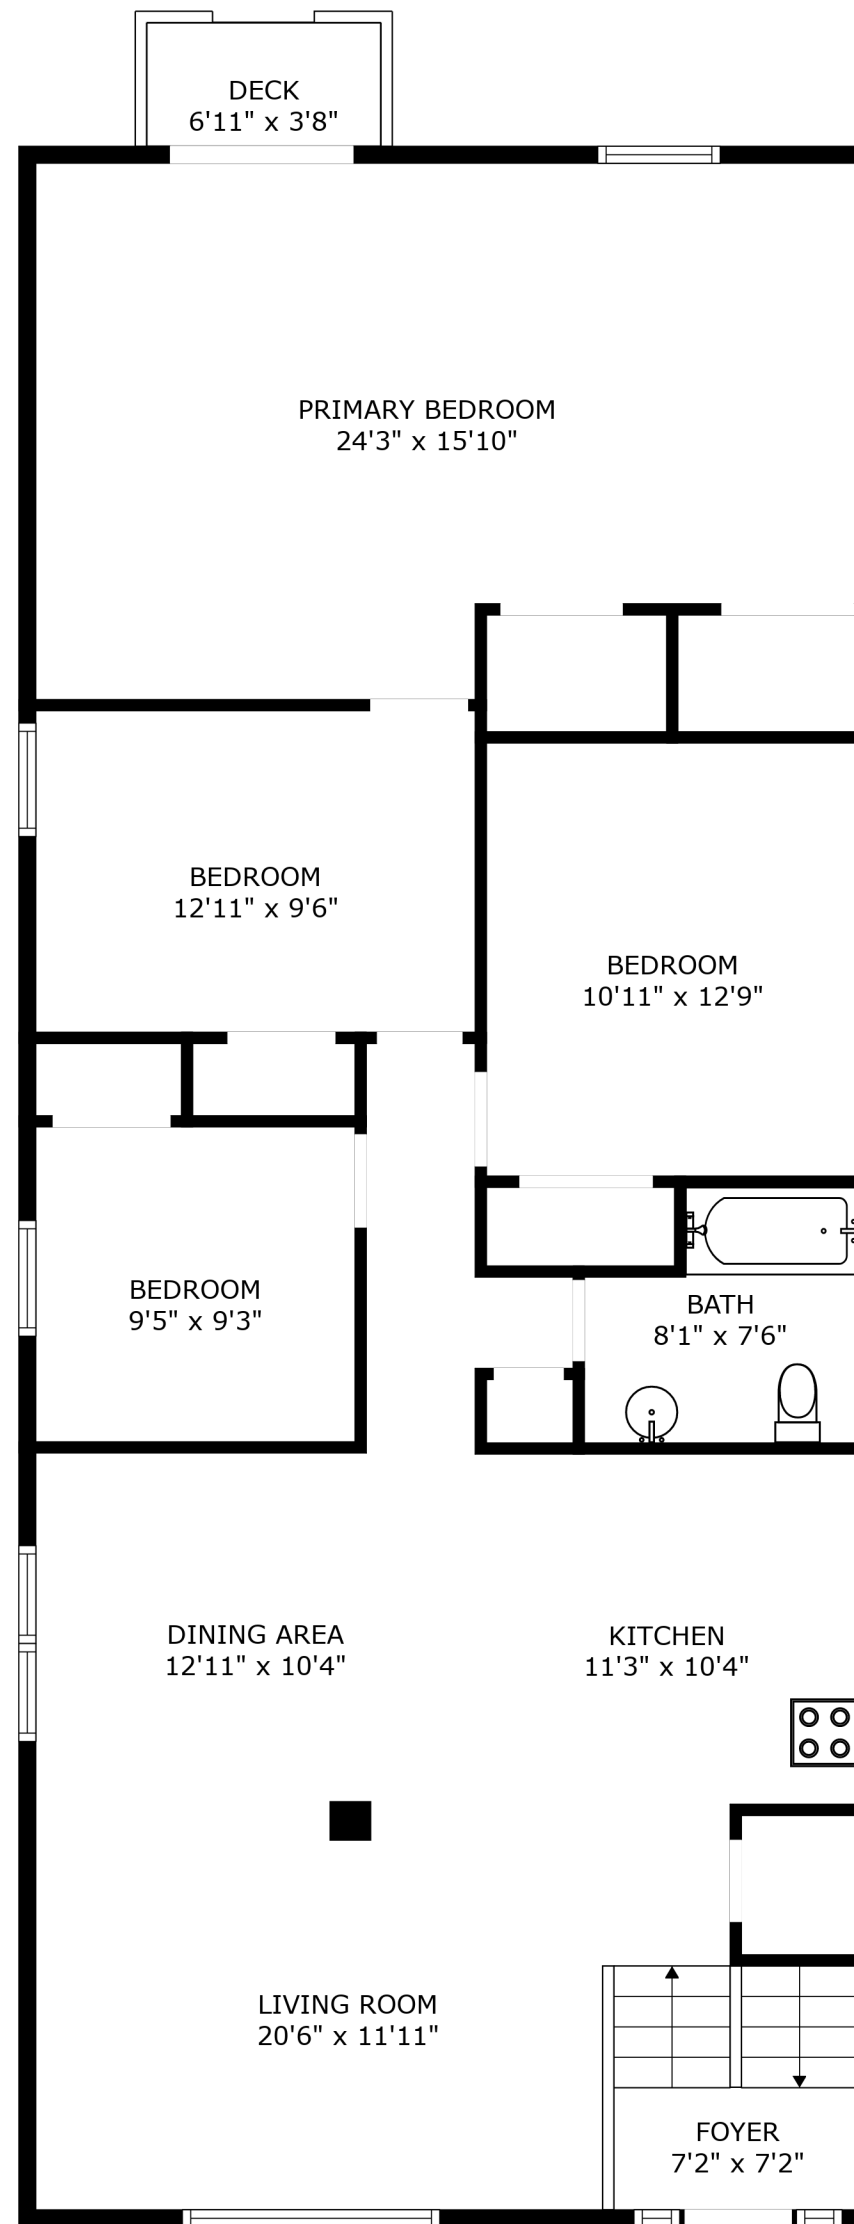 DECK
6'11" x 3'8"
PRIMARY BEDROOM
24'3" x 15'10"
BEDROOM
12'11" x 9'6"
BEDROOM
10'11" x 12'9"
BEDROOM
9'5" x 9'3"
BATH
8'1" x 7'6"
DINING AREA
12'11" x 10'4"
KITCHEN
11'3" x 10'4"
LIVING ROOM
20'6" x 11'11"
FOYER
7'2" x 7'2"